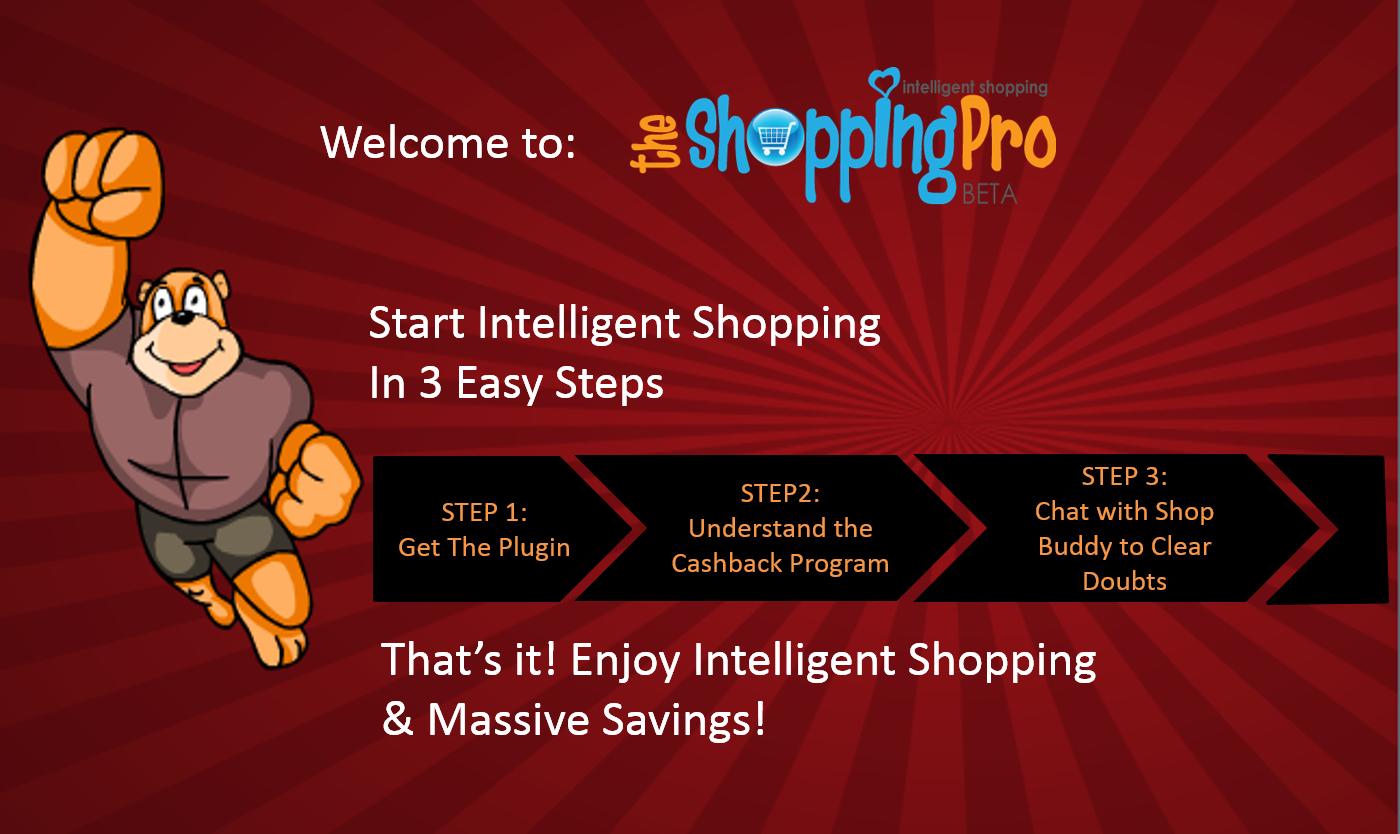 Welcome to:
intelligent shopping
the ShoppingPro
BETA
Start Intelligent Shopping
In 3 Easy Steps
STEP 1:
Get The Plugin
STEP2:
Understand the
Cashback Program
STEP 3:
Chat with Shop
Buddy to Clear
Doubts
That’s it! Enjoy Intelligent Shopping
& Massive Savings!